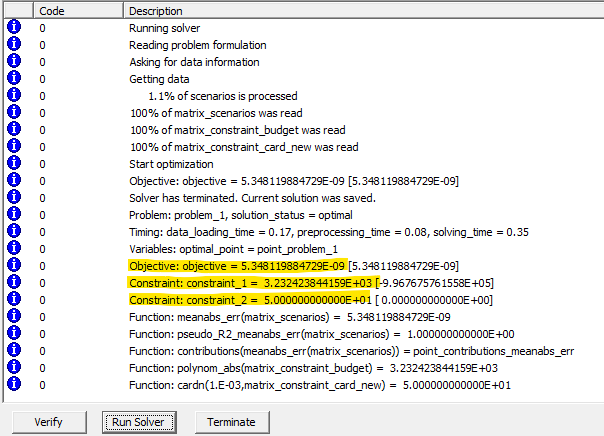 Code Description
0 Running solver
0 Reading problem formulation
0 Asking for data information
0 Getting data
0 1.1% of scenarios is processed
0 100% of matrix_scenarios was read
0 100% of matrix_constraint_budget was read
0 100% of matrix_constraint_card_new was read
0 Start optimization
0 Objective: objective = 5.348119884729E-09 [5.348119884729E-09]
0 Solver has terminated. Current solution was saved.
0 Problem: problem_1, solution_status = optimal
0 Timing: data_loading_time = 0.17, preprocessing_time = 0.08, solving_time = 0.35
0 Variables: optimal_point = point_problem_1
0 Objective: objective = 5.348119884729E-09 [5.348119884729E-09]
0 Constraint: constraint_1 = 3.232423844159E+03 [-9.967675761558E+05]
0 Constraint: constraint_2 = 5.000000000000E+01 [ 0.000000000000E+00]
0 Function: meanabs_err(matrix_scenarios) = 5.348119884729E-09
0 Function: pseudo_R2_meanabs_err(matrix_scenarios) = 1.000000000000E+00
0 Function: contributions(meanabs_err(matrix_scenarios)) = point_contributions_meanabs_err
0 Function: polynom_abs(matrix_constraint_budget) = 3.232423844159E+03
0 Function: cardn(1.E-03,matrix_constraint_card_new) = 5.000000000000E+01
Verify Run Solver Terminate